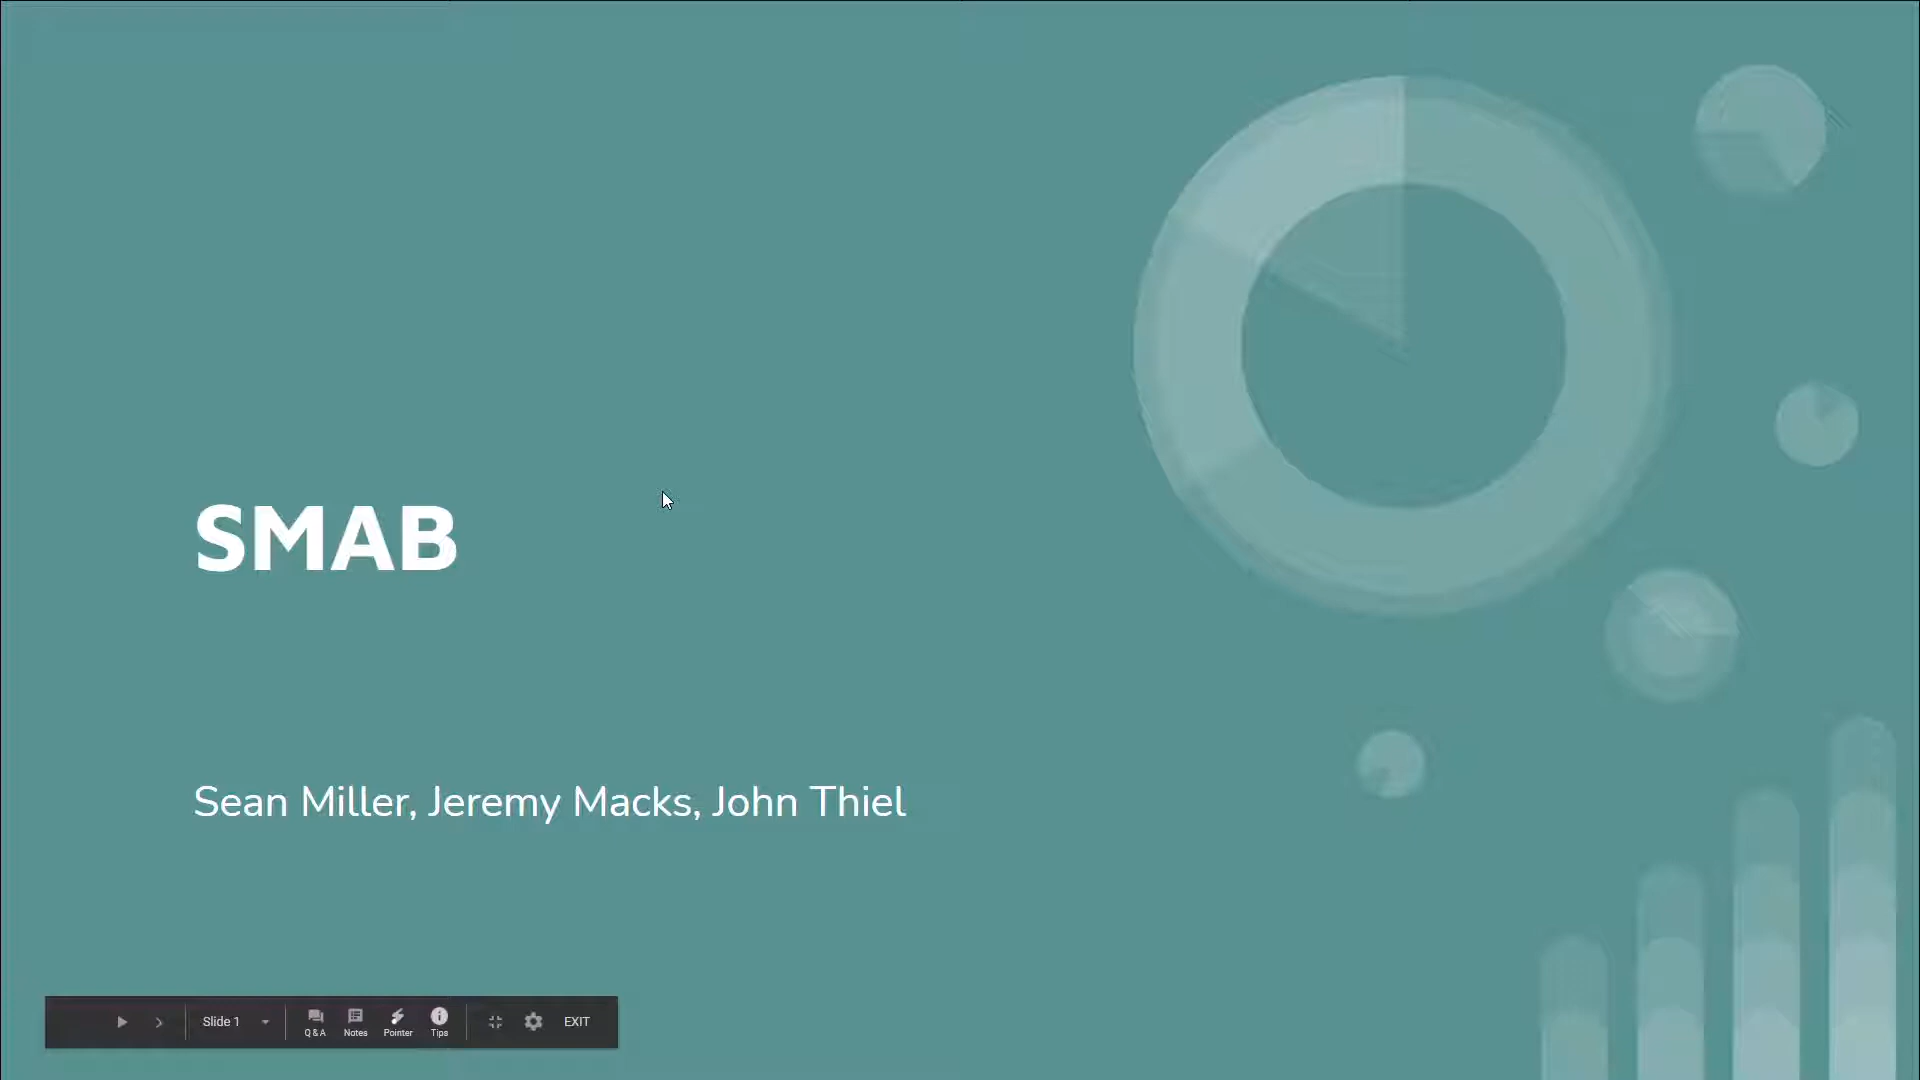 SMAB
Sean Miller, Jeremy Macks, John Thiel
Slide 1
Q & A
Notes
Pointer
Tips
EXIT